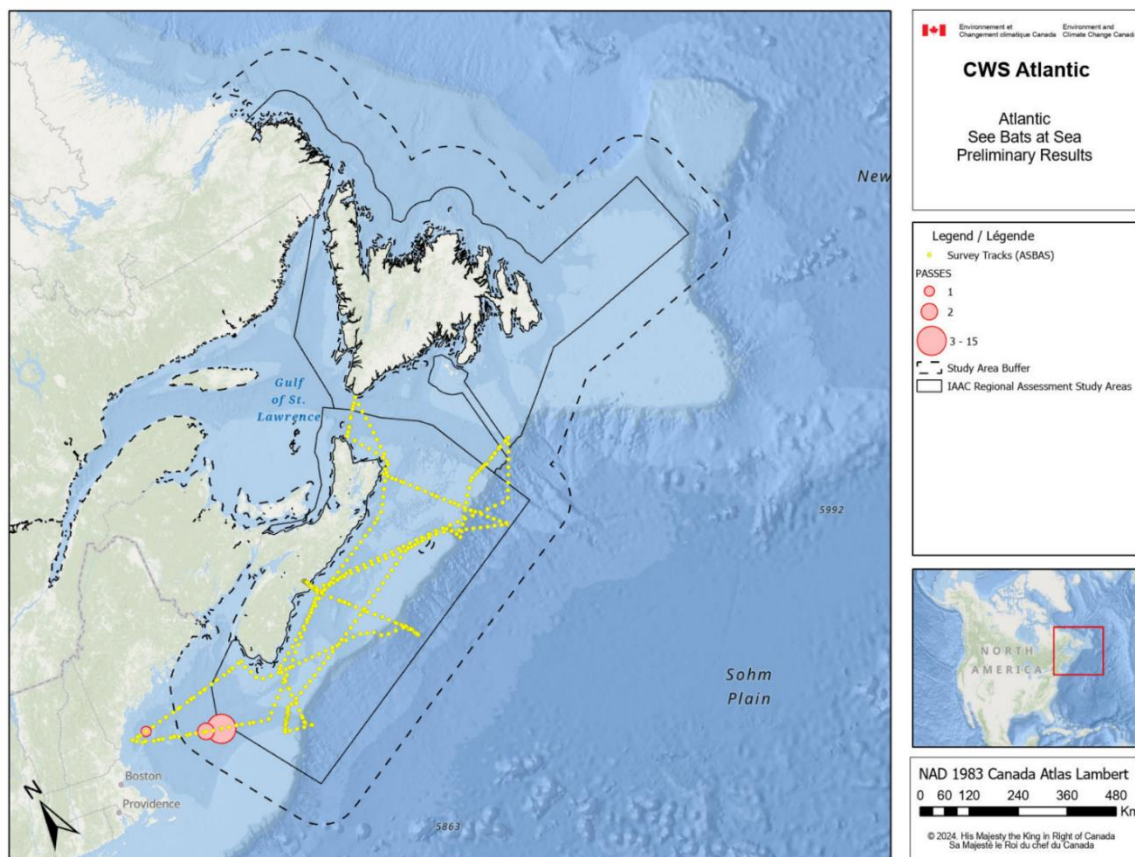 New
Gulf
of St.
Lawrence
5992
Sohm
Plain
Boston
Providence
5863
N
Environnement et
Changement climatique Canada
Environment and
Climate Change Canada
CWS Atlantic
Atlantic
See Bats at Sea
Preliminary Results
Legend / Légende
Survey Tracks (ASBAS)
PASSES
1
2
3 - 15
Study Area Buffer
IAAC Regional Assessment Study Areas
NORTH
AMERICA
NAD 1983 Canada Atlas Lambert
0 60 120 240 360 480
Km
© 2024. His Majesty the King in Right of Canada
Sa Majesté le Roi du chef du Canada